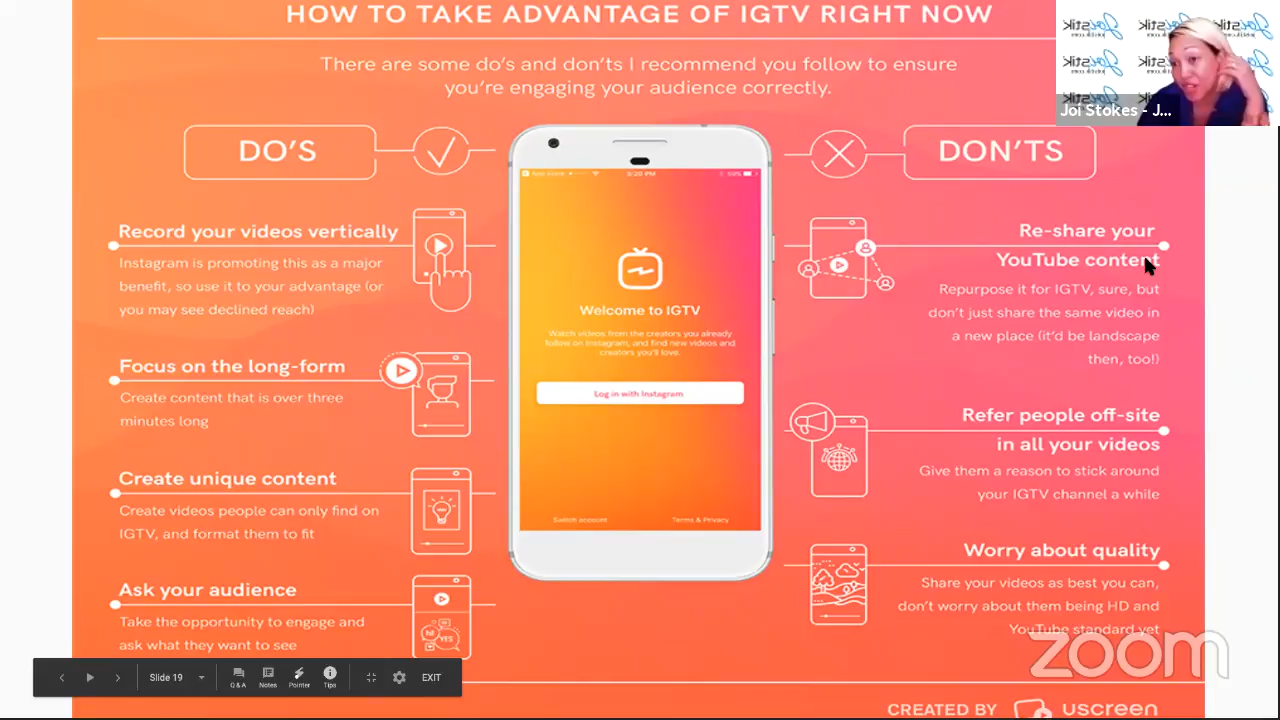 HOW TO TAKE ADVANTAGE OF IGTV RIGHT NOW
There are some do's and don'ts I recommend you follow to ensure
you're engaging your audience correctly.
DO'S
Record your videos vertically
Instagram is promoting this as a major
benefit, so use it to your advantage (or
you may see declined reach)
Focus on the long-form
Create content that is over three
minutes long
Create unique content
Create videos people can only find on
IGTV, and format them to fit
Ask your audience
Take the opportunity to engage and
ask what they want to see
YES
3:20 PM
Welcome to IGTV
Watch videos from the creators you already
follow on Instagram, and find new videos and
creators you'll love.
Log in with Instagram
Switch account
Terms & Privacy
DON'TS
Re-share your
YouTube content
Repurpose it for IGTV, sure, but
don't just share the same video in
a new place (it'd be landscape
then, too!)
Refer people off-site
in all your videos
Give them a reason to stick around
your IGTV channel a while
Worry about quality
Share your videos as best you can,
don't worry about them being HD and
YouTube standard yet
CREATED BY uscreen
Joi Stokes - J...
zoom
Slide 19
Q & A
Notes
Pointer
Tips
EXIT